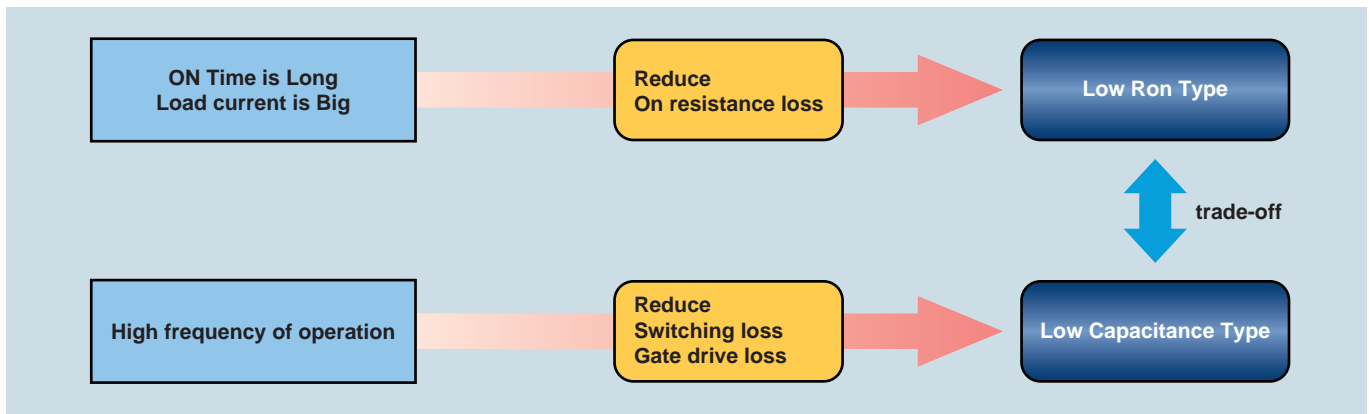 ON Time is Long
Load current is Big
Reduce
On resistance loss
Low Ron Type
trade-off
High frequency of operation
Reduce
Switching loss
Gate drive loss
Low Capacitance Type